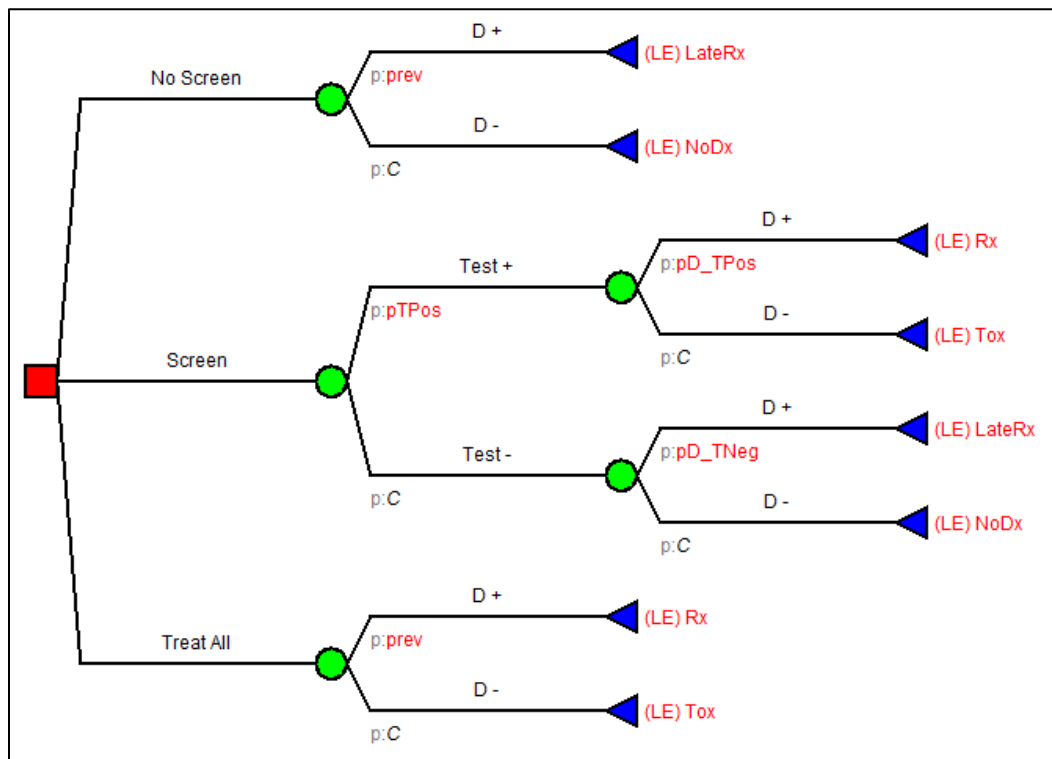 D +
(LE) LateRx
No Screen
p:prev
D -
(LE) NoDx
p:C
D +
(LE) Rx
Test +
p:pD_TPos
p:pTPos
D -
(LE) Tox
Screen
p:C
D +
(LE) LateRx
Test -
p:pD_TNeg
p:C
D -
(LE) NoDx
p:C
D +
(LE) Rx
Treat All
p:prev
D -
(LE) Tox
p:C